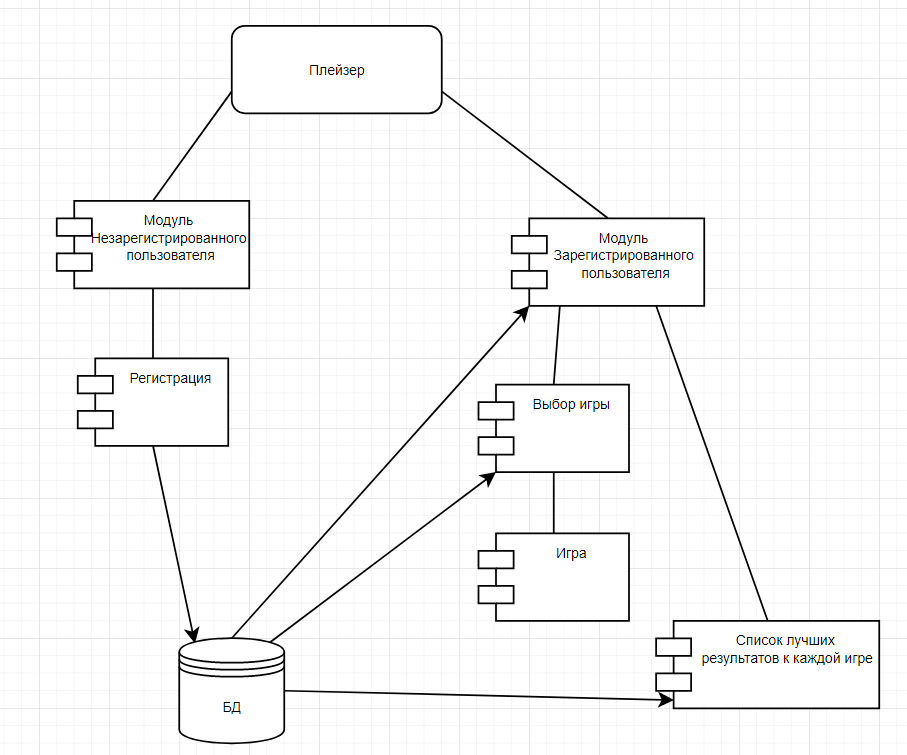 Плейзер
Модуль
Незарегистрированного
пользователя
Модуль
Зарегистрированного
пользователя
Регистрация
Выбор игры
Игра
Список лучших
результатов к каждой игре
БД